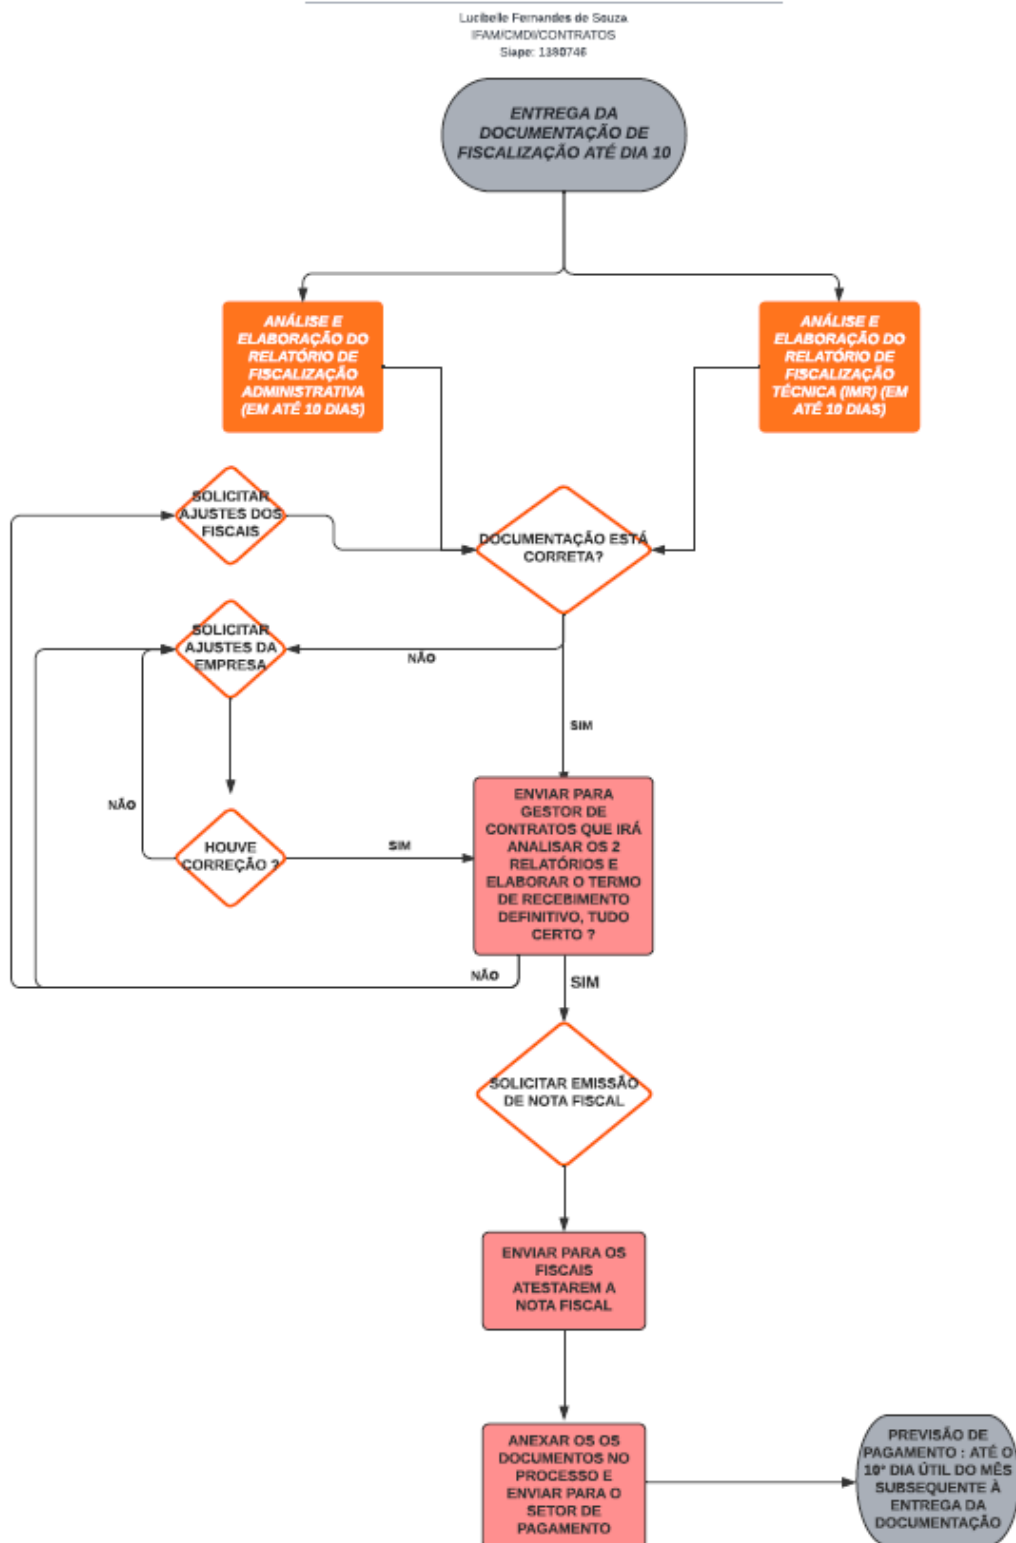 Lucibelle Fernandes de Souza
IFAM/CMDI/CONTRATOS
Siape: 1380746
ENTREGA DA
DOCUMENTAÇÃO DE
FISCALIZAÇÃO ATÉ DIA 10
ANÁLISE E
ELABORAÇÃO DO
RELATÓRIO DE
FISCALIZAÇÃO
ADMINISTRATIVA
(EM ATÉ 10 DIAS)
ANÁLISE E
ELABORAÇÃO DO
RELATÓRIO DE
FISCALIZAÇÃO
TÉCNICA (IMR) (EM
ATÉ 10 DIAS)
SOLICITAR
AJUSTES DOS
FISCAIS
DOCUMENTAÇÃO ESTÁ
CORRETA?
SOLICITAR
AJUSTES DA
EMPRESA
NÃO
SIM
NÃO
HOUVE
CORREÇÃO ?
SIM
ENVIAR PARA
GESTOR DE
CONTRATOS QUE IRÁ
ANALISAR OS 2
RELATÓRIOS E
ELABORAR O TERMO
DE RECEBIMENTO
DEFINITIVO, TUDO
CERTO ?
NÃO
SIM
SOLICITAR EMISSÃO
DE NOTA FISCAL
ENVIAR PARA OS
FISCAIS
ATESTAREM A
NOTA FISCAL
ANEXAR OS OS
DOCUMENTOS NO
PROCESSO E
ENVIAR PARA O
SETOR DE
PAGAMENTO
PREVISÃO DE
PAGAMENTO : ATÉ O
10° DIA ÚTIL DO MÊS
SUBSEQUENTE À
ENTREGA DA
DOCUMENTAÇÃO